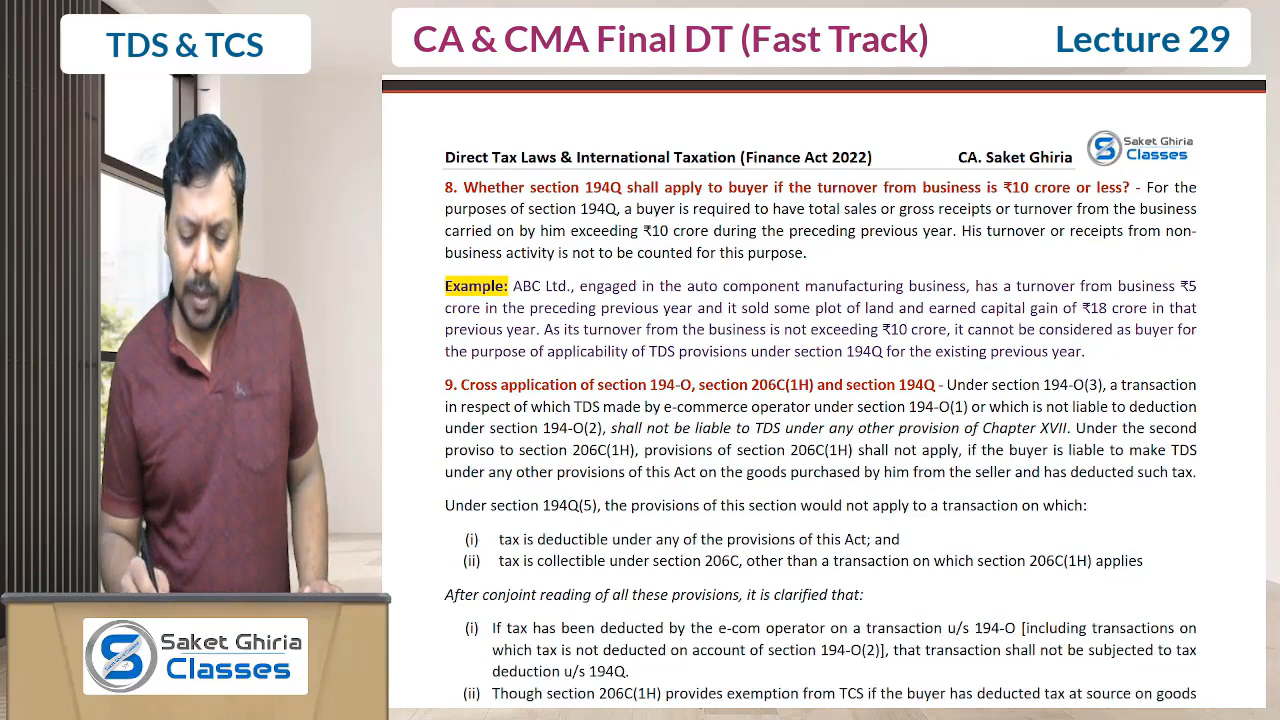 TDS & TCS
CA & CMA Final DT (Fast Track)
Lecture 29
Direct Tax Laws & International Taxation (Finance Act 2022)
CA. Saket Ghiria
Saket Ghiria
Classes
8. Whether section 194Q shall apply to buyer if the turnover from business is ₹10 crore or less? - For the
purposes of section 194Q, a buyer is required to have total sales or gross receipts or turnover from the business
carried on by him exceeding ₹10 crore during the preceding previous year. His turnover or receipts from non-
business activity is not to be counted for this purpose.
Example: ABC Ltd., engaged in the auto component manufacturing business, has a turnover from business ₹5
crore in the preceding previous year and it sold some plot of land and earned capital gain of ₹18 crore in that
previous year. As its turnover from the business is not exceeding ₹10 crore, it cannot be considered as buyer for
the purpose of applicability of TDS provisions under section 194Q for the existing previous year.
9. Cross application of section 194-O, section 206C(1H) and section 194Q - Under section 194-O(3), a transaction
in respect of which TDS made by e-commerce operator under section 194-O(1) or which is not liable to deduction
under section 194-O(2), shall not be liable to TDS under any other provision of Chapter XVII. Under the second
proviso to section 206C(1H), provisions of section 206C(1H) shall not apply, if the buyer is liable to make TDS
under any other provisions of this Act on the goods purchased by him from the seller and has deducted such tax.
Under section 194Q(5), the provisions of this section would not apply to a transaction on which:
(i) tax is deductible under any of the provisions of this Act; and
(ii) tax is collectible under section 206C, other than a transaction on which section 206C(1H) applies
After conjoint reading of all these provisions, it is clarified that:
(i) If tax has been deducted by the e-com operator on a transaction u/s 194-O [including transactions on
which tax is not deducted on account of section 194-O(2)], that transaction shall not be subjected to tax
deduction u/s 194Q.
(ii) Though section 206C(1H) provides exemption from TCS if the buyer has deducted tax at source on goods
Saket Ghiria
Classes